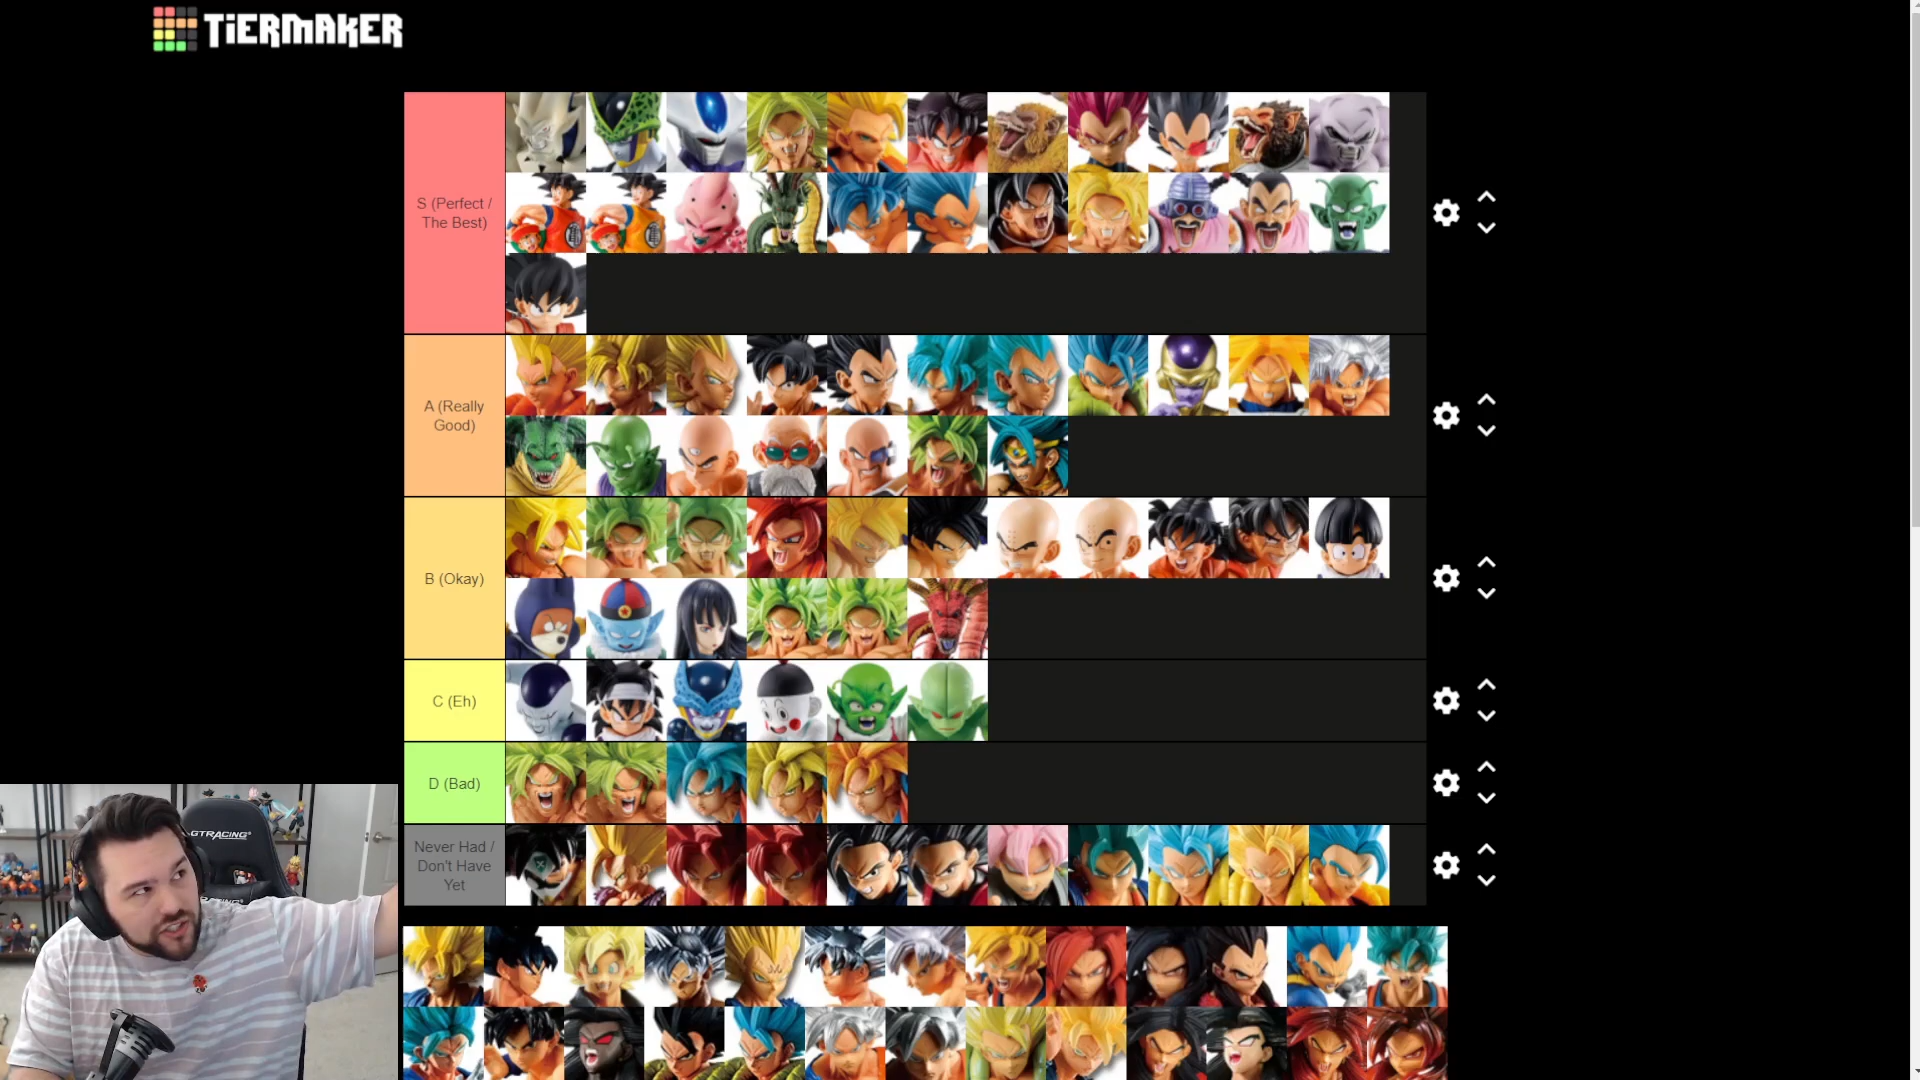 TiERMAKER
S (Perfect /
The Best)
A (Really
Good)
B (Okay)
C (Eh)
D (Bad)
Never Had /
Don't Have
Yet
GTRACING